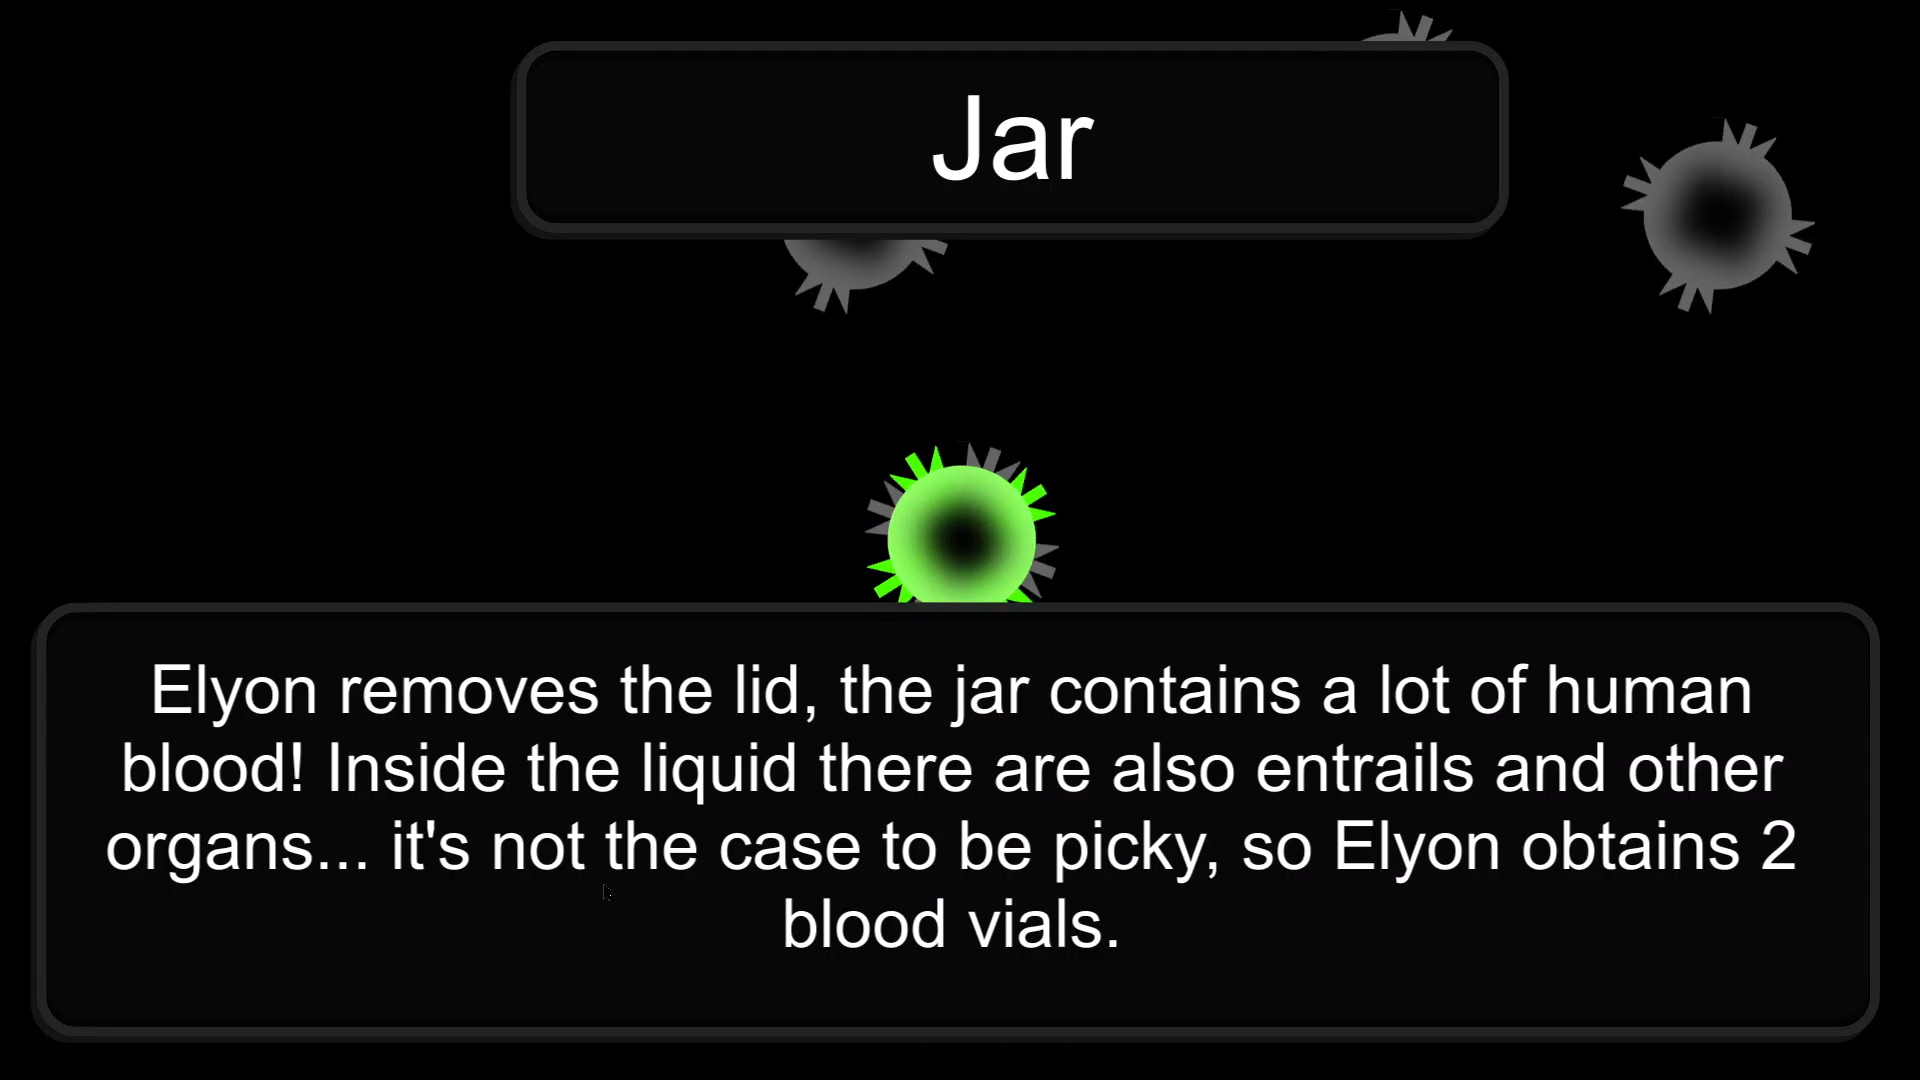 Jar
Elyon removes the lid, the jar contains a lot of human
blood! Inside the liquid there are also entrails and other
organs... it's not the case to be picky, so Elyon obtains 2
blood vials.